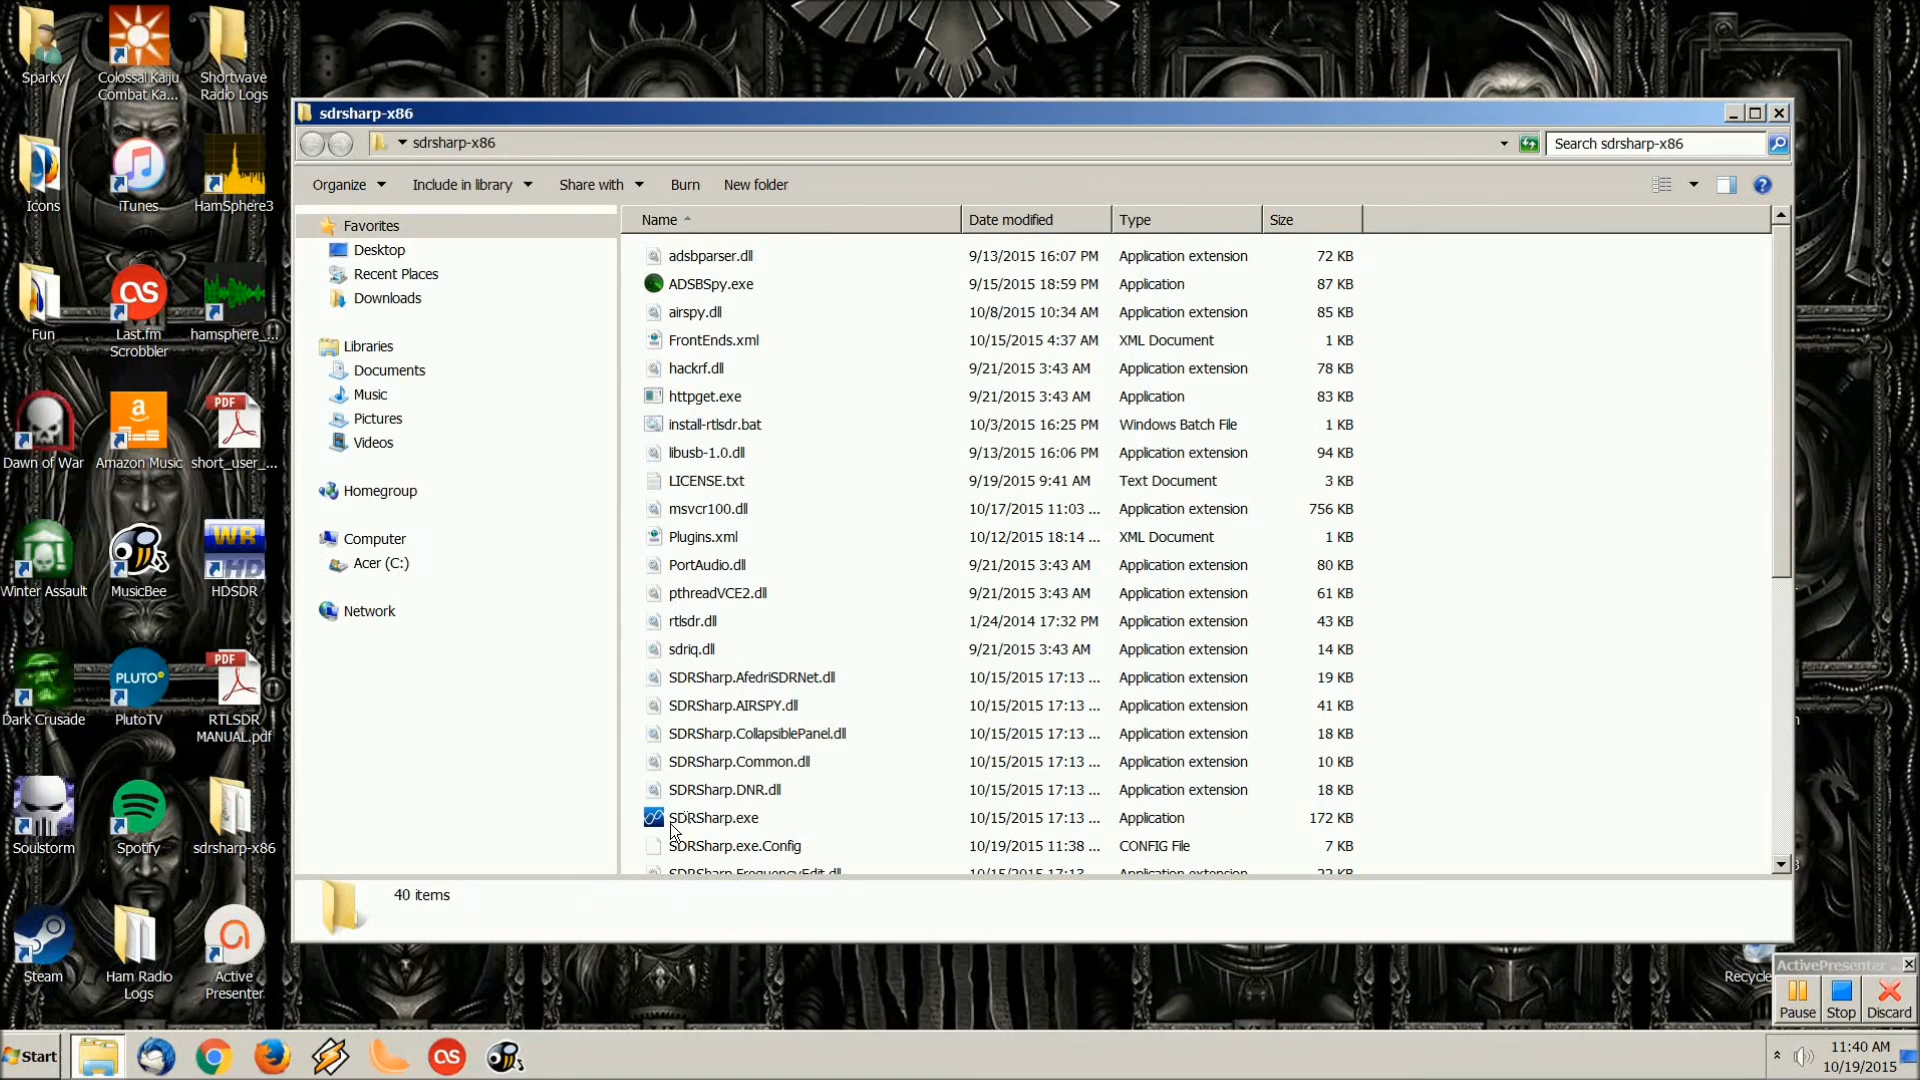 Sparky
Colossal Kaiju
Combat Ka...
Shortwave
Radio Logs
Icons
iTunes
HamSphere3
Fun
Last.fm
Scrobbler
hamsphere_...
Dawn of War
Amazon Music
PDF
short_user_...
Winter Assault
MusicBee
WR
HD
HDSDR
Dark Crusade
PLUTO
PlutoTV
PDF
RTLSDR
MANUAL.pdf
Soulstorm
Spotify
sdrsharp-x86
Steam
Ham Radio
Logs
Active
Presenter
sdrsharp-x86
sdrsharp-x86
Search sdrsharp-x86
Organize
Include in library
Share with
Burn
New folder
Favorites
Desktop
Recent Places
Downloads
Libraries
Documents
Music
Pictures
Videos
Homegroup
Computer
Acer (C:)
Network
Name Date modified Type Size
adsbparser.dll 9/13/2015 16:07 PM Application extension 72 KB
ADSBSpy.exe 9/15/2015 18:59 PM Application 87 KB
airspy.dll 10/8/2015 10:34 AM Application extension 85 KB
FrontEnds.xml 10/15/2015 4:37 AM XML Document 1 KB
hackrf.dll 9/21/2015 3:43 AM Application extension 78 KB
httpget.exe 9/21/2015 3:43 AM Application 83 KB
install-rtlsdr.bat 10/3/2015 16:25 PM Windows Batch File 1 KB
libusb-1.0.dll 9/13/2015 16:06 PM Application extension 94 KB
LICENSE.txt 9/19/2015 9:41 AM Text Document 3 KB
msvcr100.dll 10/17/2015 11:03 ... Application extension 756 KB
Plugins.xml 10/12/2015 18:14 ... XML Document 1 KB
PortAudio.dll 9/21/2015 3:43 AM Application extension 80 KB
pthreadVCE2.dll 9/21/2015 3:43 AM Application extension 61 KB
rtlsdr.dll 1/24/2014 17:32 PM Application extension 43 KB
sdriq.dll 9/21/2015 3:43 AM Application extension 14 KB
SDRSharp.AfedriSDRNet.dll 10/15/2015 17:13 ... Application extension 19 KB
SDRSharp.AIRSPY.dll 10/15/2015 17:13 ... Application extension 41 KB
SDRSharp.CollapsiblePanel.dll 10/15/2015 17:13 ... Application extension 18 KB
SDRSharp.Common.dll 10/15/2015 17:13 ... Application extension 10 KB
SDRSharp.DNR.dll 10/15/2015 17:13 ... Application extension 18 KB
SDRSharp.exe 10/15/2015 17:13 ... Application 172 KB
SDRSharp.exe.Config 10/19/2015 11:38 ... CONFIG File 7 KB
SDRSharp.FrequencyEdit.dll 10/15/2015 17:13 ... Application extension 22 KB
40 items
Recycle
ActivePresenter
Pause
Stop
Discard
Start
11:40 AM
10/19/2015